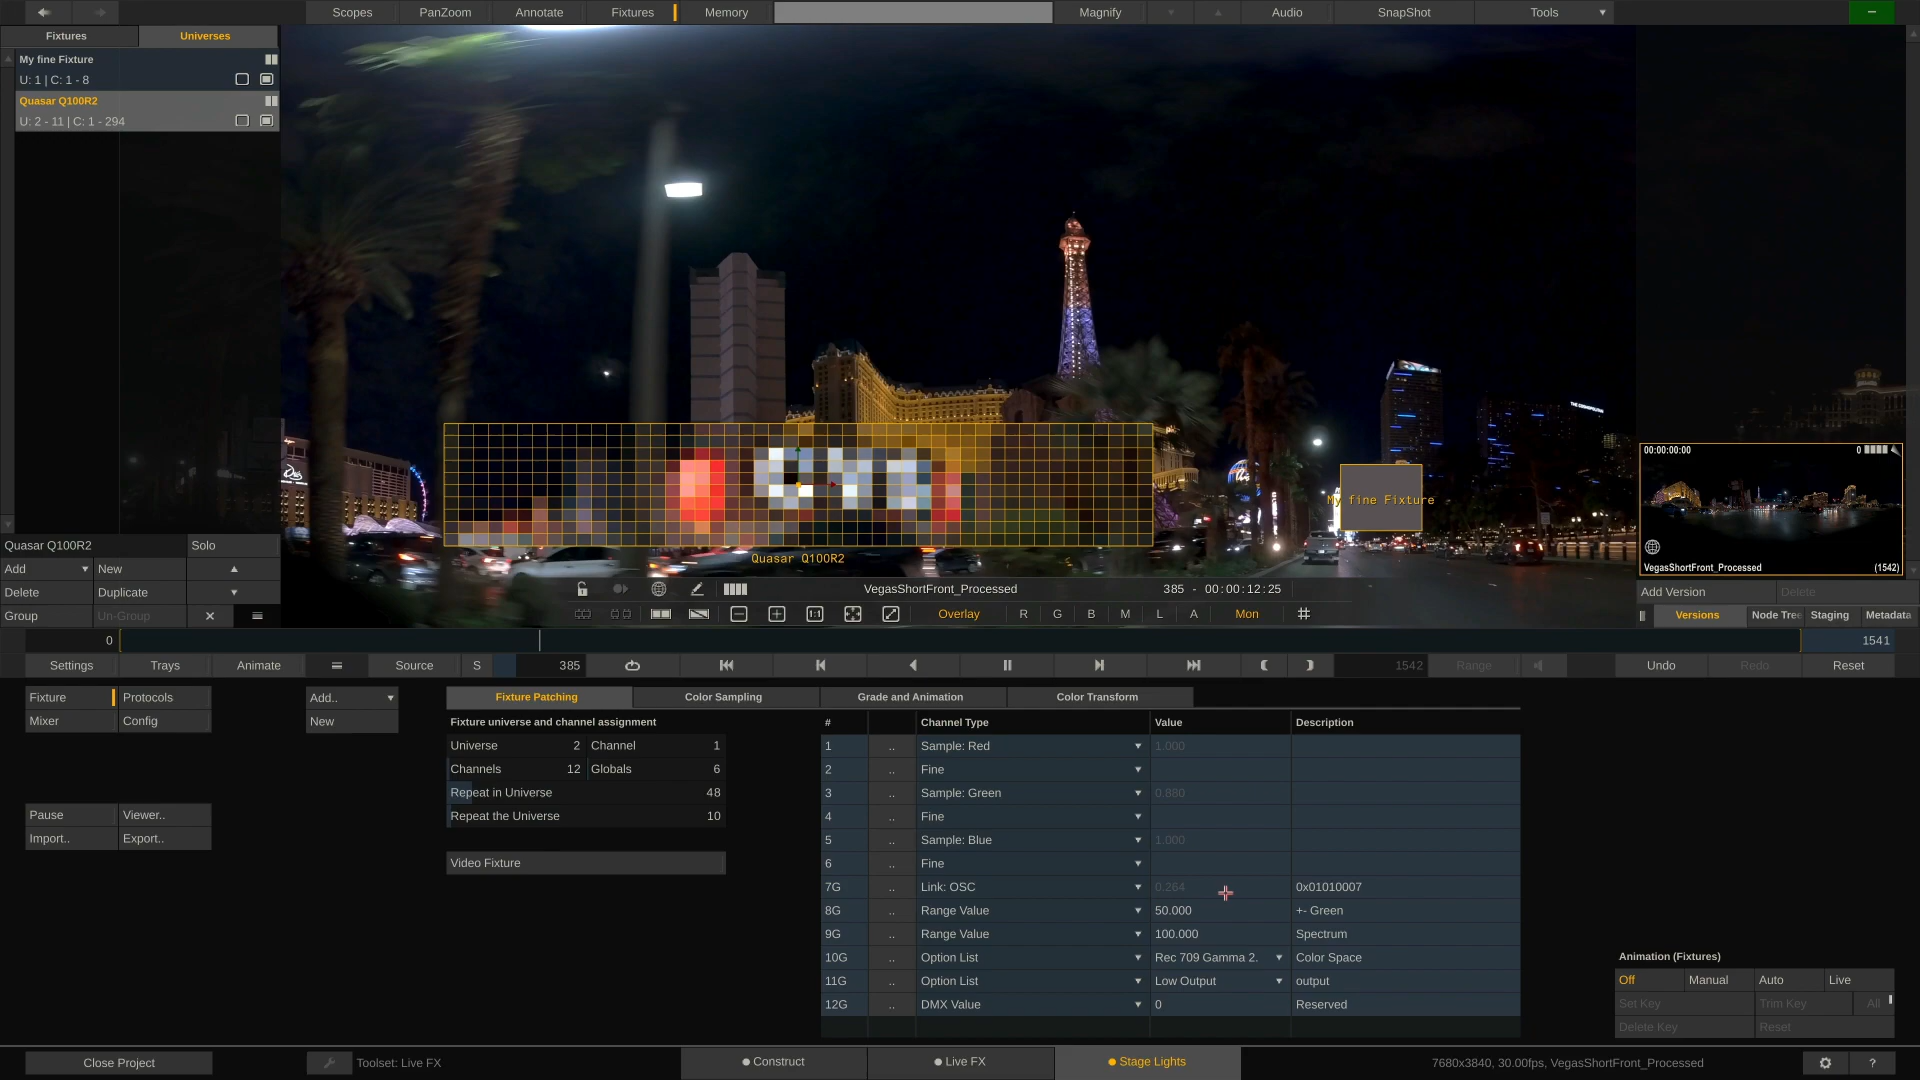 Scopes PanZoom Annotate Fixtures Memory Magnify Audio SnapShot Tools
Fixtures Universes
My fine Fixture
U: 1 | C: 1 - 8
Quasar Q100R2
U: 2 - 11 | C: 1 - 294
THE COSMOPOLITAN
My fine Fixture
Quasar Q100R2
00:00:00:00 0
VegasShortFront_Processed (1542)
Quasar Q100R2 Solo
Add New
Delete Duplicate
Group Un-Group
VegasShortFront_Processed 385 - 00:00:12:25
1:1 Overlay R G B M L A Mon
Add Version Delete
Versions Node Tree Staging Metadata
0 1541
Settings Trays Animate Source S 385 1542 Range Undo Redo Reset
Fixture Protocols
Mixer Config
Add..
New
Pause Viewer..
Import.. Export..
Fixture Patching Color Sampling Grade and Animation Color Transform
Fixture universe and channel assignment
Universe 2 Channel 1
Channels 12 Globals 6
Repeat in Universe 48
Repeat the Universe 10
Video Fixture
# Channel Type Value Description
1 .. Sample: Red 1.000
2 .. Fine
3 .. Sample: Green 0.880
4 .. Fine
5 .. Sample: Blue 1.000
6 .. Fine
7G .. Link: OSC 0.264 0x01010007
8G .. Range Value 50.000 +- Green
9G .. Range Value 100.000 Spectrum
10G .. Option List Rec 709 Gamma 2. Color Space
11G .. Option List Low Output output
12G .. DMX Value 0 Reserved
Animation (Fixtures)
Off Manual Auto Live
Set Key Trim Key All
Delete Key Reset
Close Project Toolset: Live FX Construct Live FX Stage Lights 7680x3840, 30.00fps, VegasShortFront_Processed ?